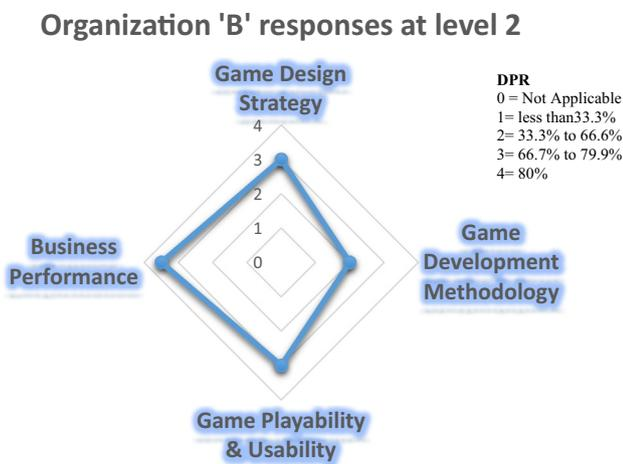 Organization 'B' responses at level 2
Game Design
Strategy
DPR
0 = Not Applicable
1= less than33.3%
2= 33.3% to 66.6%
3= 66.7% to 79.9%
4= 80%
4
3
2
1
0
Business
Performance
Game
Development
Methodology
Game Playability
& Usability